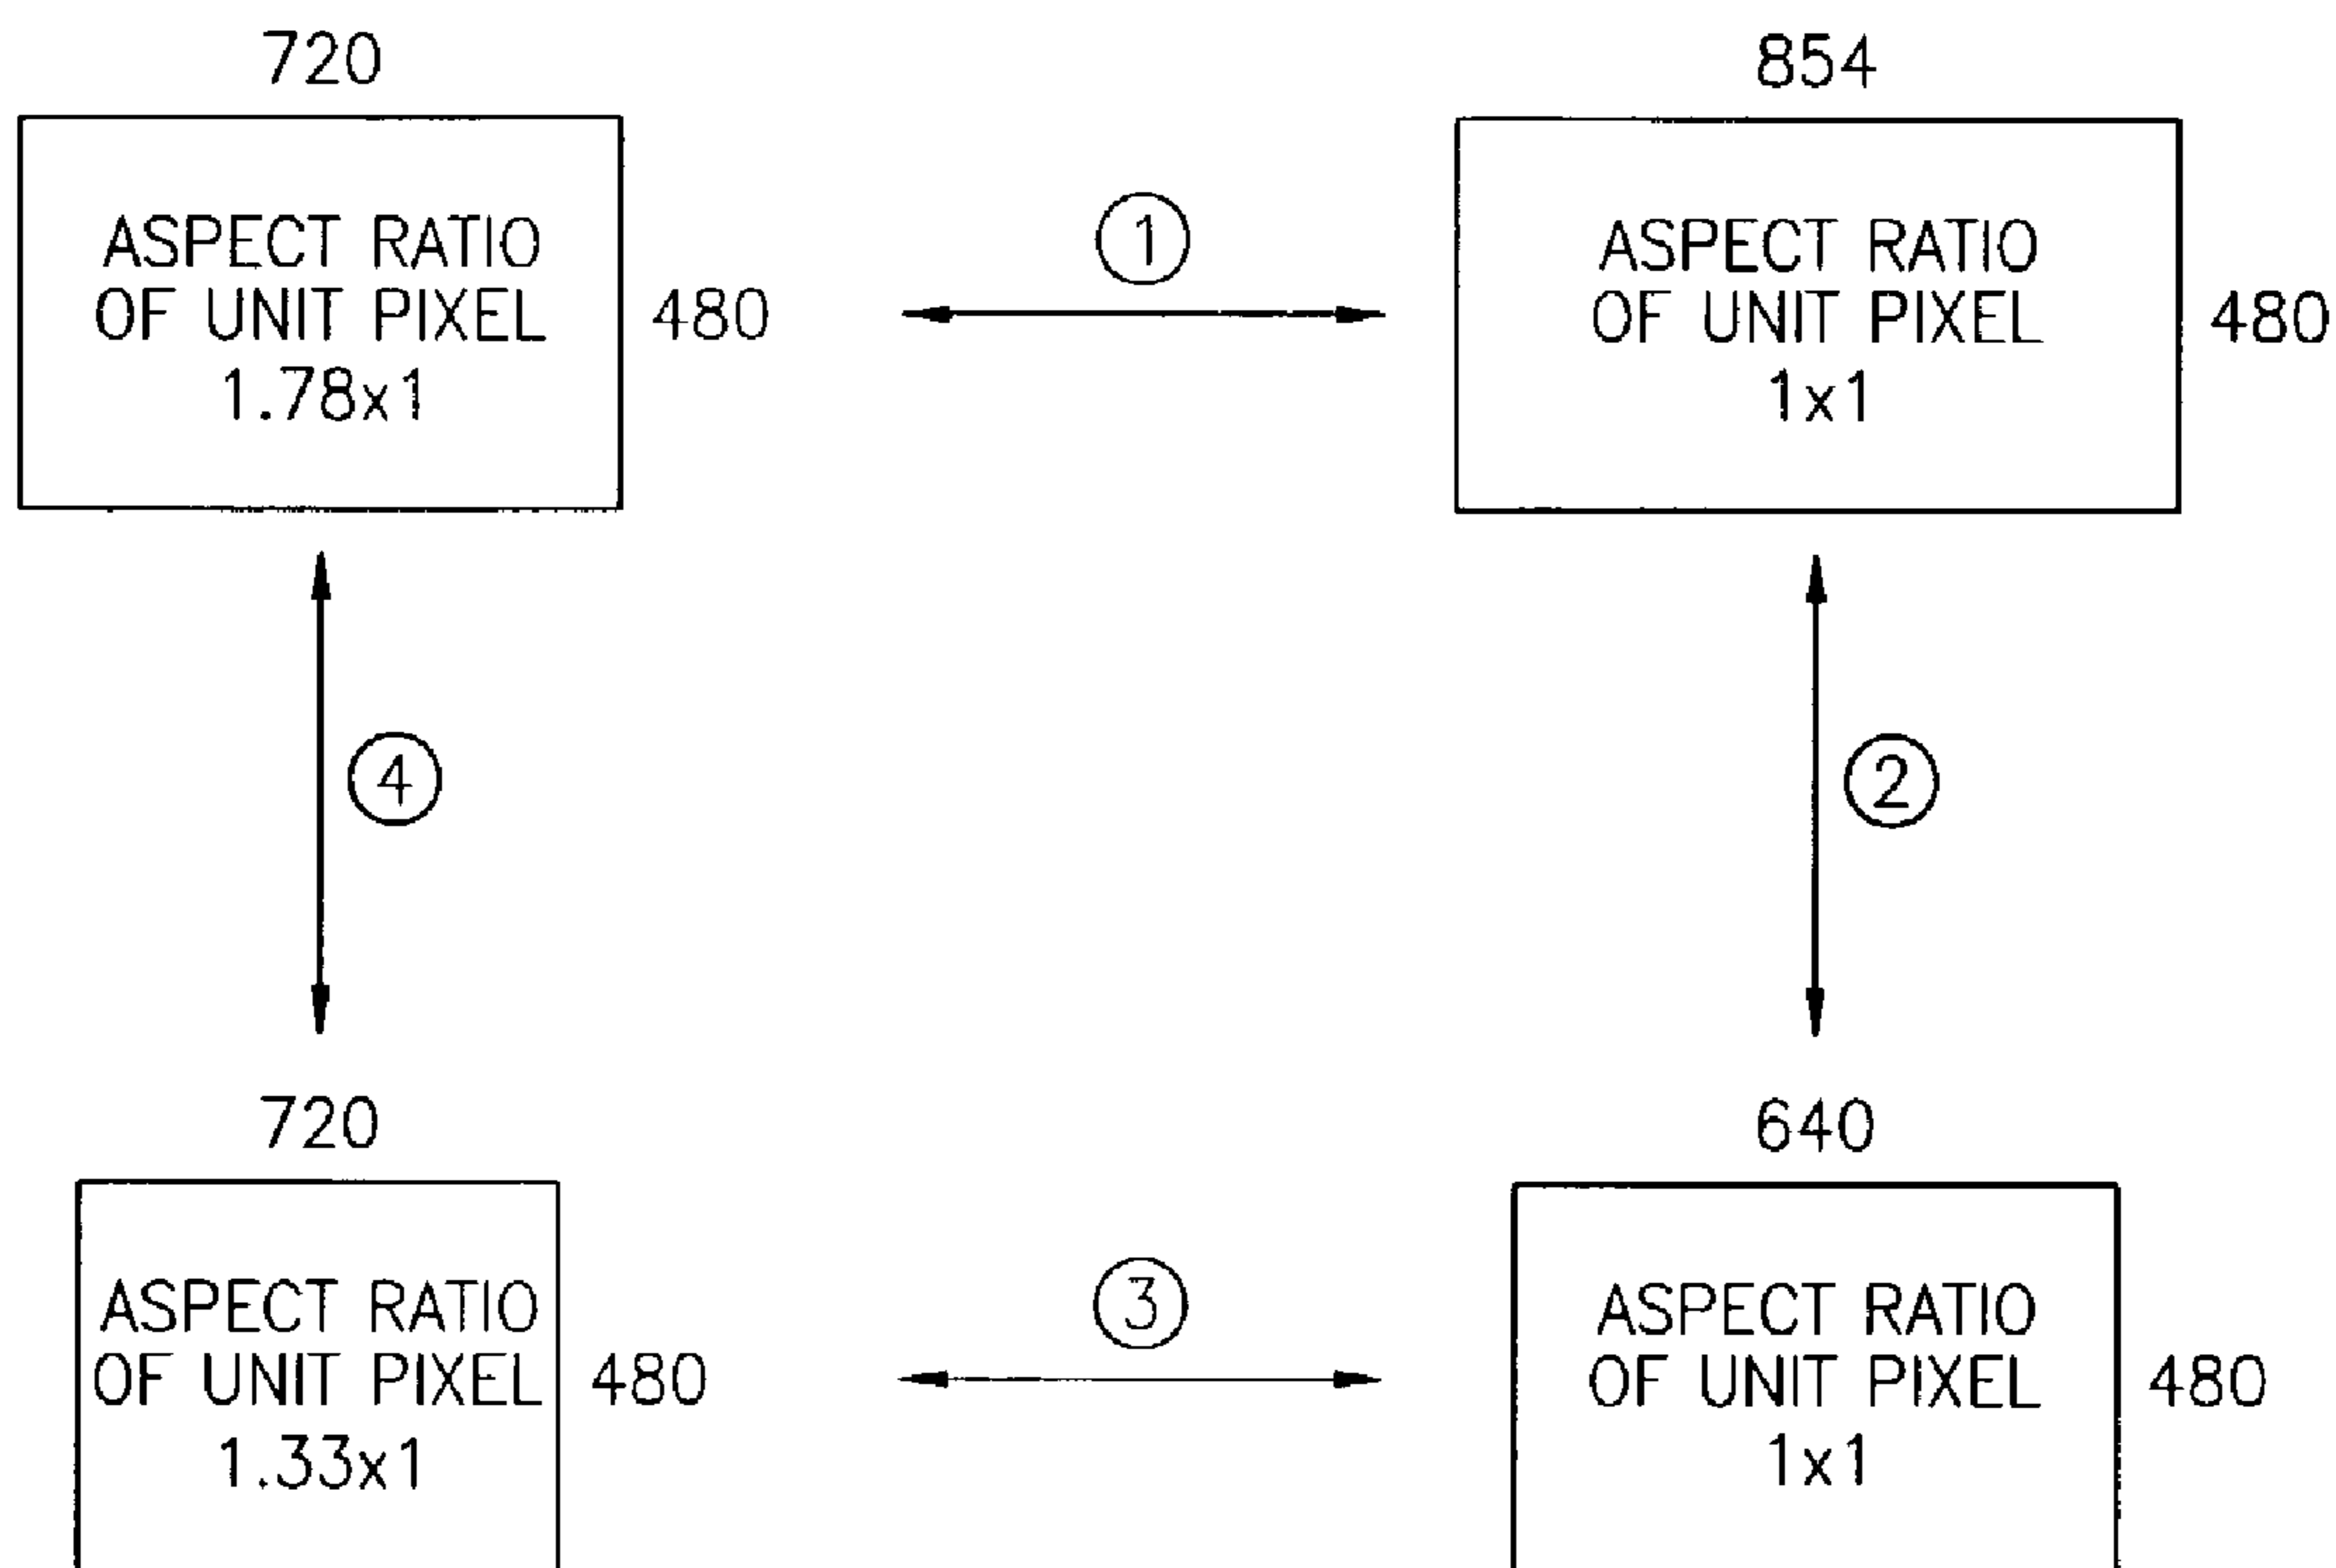 720
ASPECT RATIO
OF UNIT PIXEL
1.78x1
480
1
854
ASPECT RATIO
OF UNIT PIXEL
1x1
480
4
2
720
ASPECT RATIO
OF UNIT PIXEL
1.33x1
480
3
640
ASPECT RATIO
OF UNIT PIXEL
1x1
480